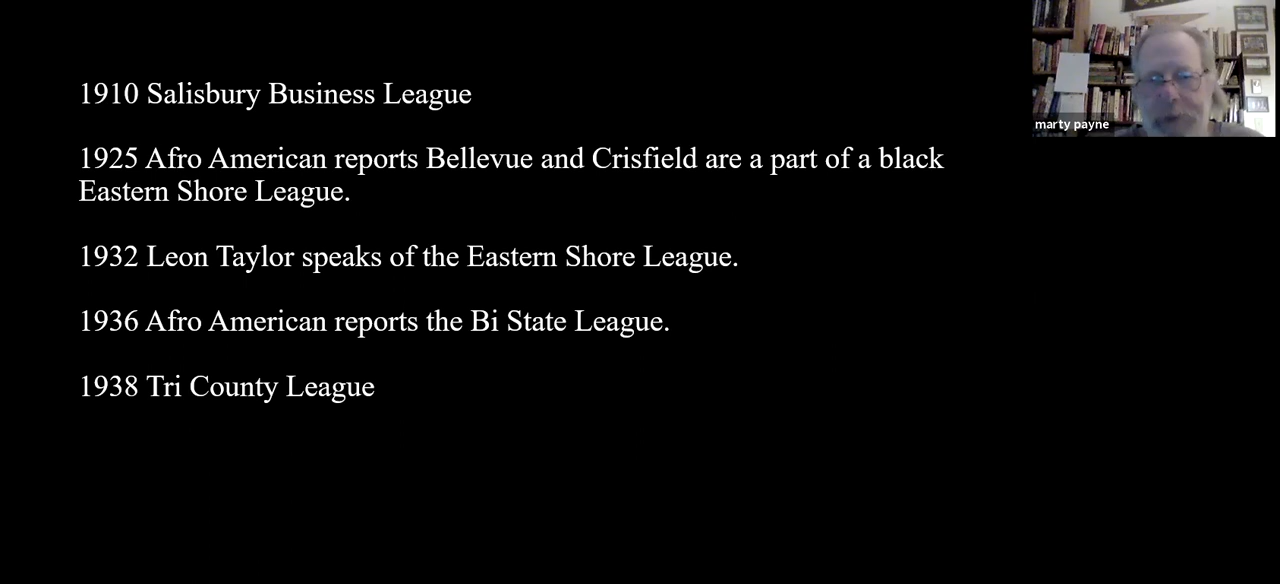 1910 Salisbury Business League
1925 Afro American reports Bellevue and Crisfield are a part of a black
Eastern Shore League.
1932 Leon Taylor speaks of the Eastern Shore League.
1936 Afro American reports the Bi State League.
1938 Tri County League
marty payne